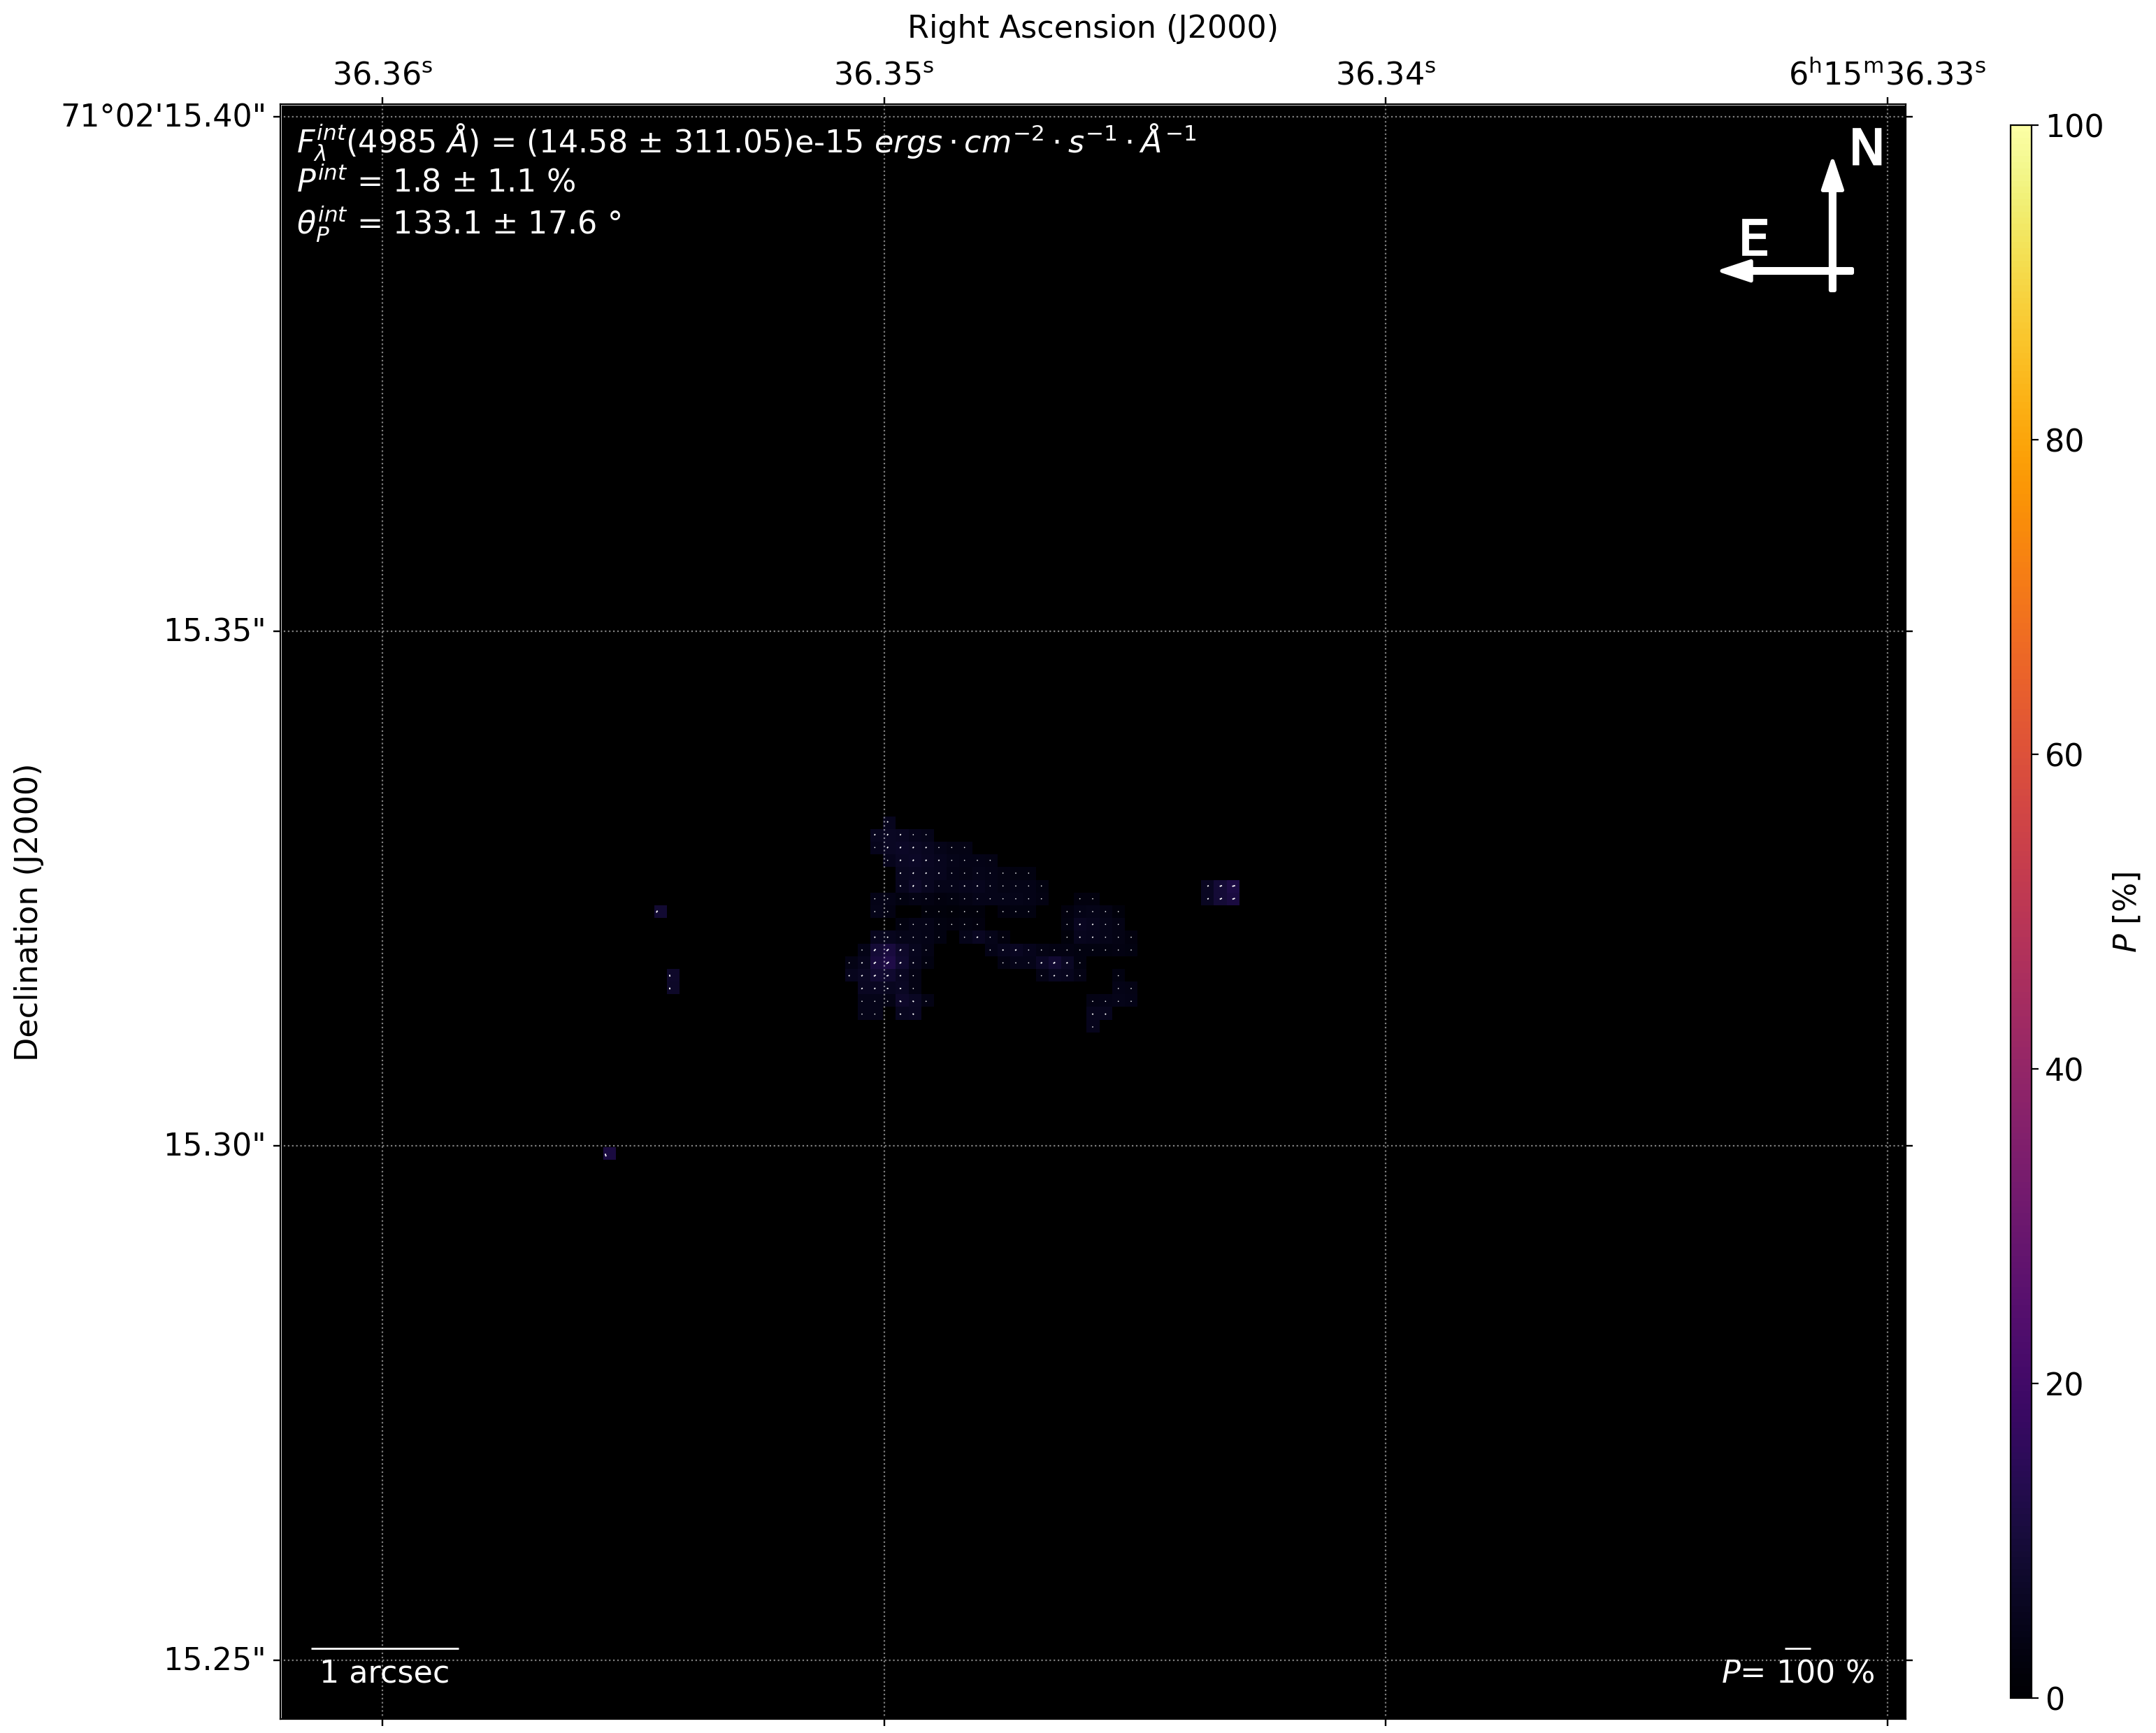 Right Ascension (J2000)
36.36ˢ 36.35ˢ 36.34ˢ 6ʰ15ᵐ36.33ˢ
71°02'15.40"
F_λ^int(4985 Å) = (14.58 ± 311.05)e-15 ergs · cm⁻² · s⁻¹ · Å⁻¹
P^int = 1.8 ± 1.1 %
θ_P^int = 133.1 ± 17.6 °
N
E
15.35"
15.30"
15.25"
Declination (J2000)
1 arcsec
P= 100 %
100
80
60
40
20
0
P [%]